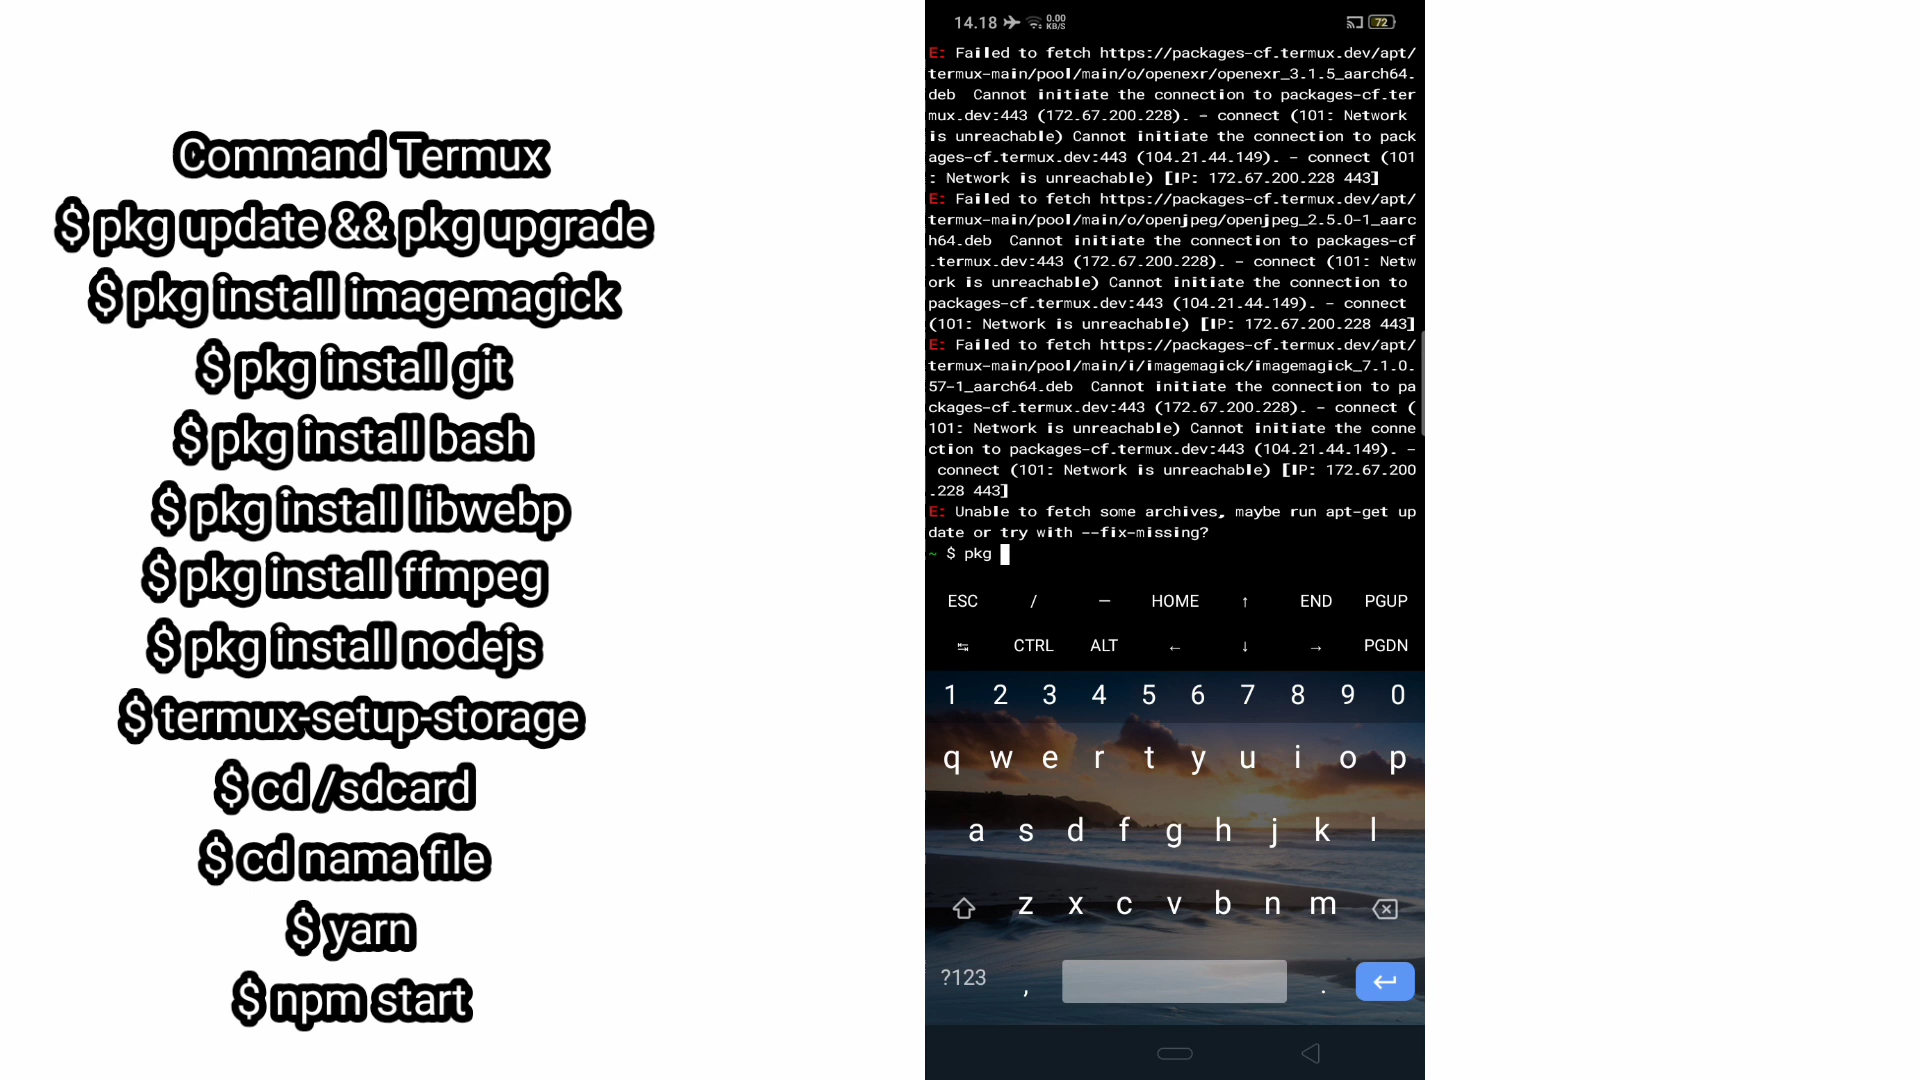 Command Termux
$ pkg update && pkg upgrade
$ pkg install imagemagick
$ pkg install git
$ pkg install bash
$ pkg install libwebp
$ pkg install ffmpeg
$ pkg install nodejs
$ termux-setup-storage
$ cd /sdcard
$ cd nama file
$ yarn
$ npm start
14.18 0.00 KB/S 72
E: Failed to fetch https://packages-cf.termux.dev/apt/
termux-main/pool/main/o/openexr/openexr_3.1.5_aarch64.
deb  Cannot initiate the connection to packages-cf.ter
mux.dev:443 (172.67.200.228). - connect (101: Network
is unreachable) Cannot initiate the connection to pack
ages-cf.termux.dev:443 (104.21.44.149). - connect (101
: Network is unreachable) [IP: 172.67.200.228 443]
E: Failed to fetch https://packages-cf.termux.dev/apt/
termux-main/pool/main/o/openjpeg/openjpeg_2.5.0-1_aarc
h64.deb  Cannot initiate the connection to packages-cf
.termux.dev:443 (172.67.200.228). - connect (101: Netw
ork is unreachable) Cannot initiate the connection to
packages-cf.termux.dev:443 (104.21.44.149). - connect
(101: Network is unreachable) [IP: 172.67.200.228 443]
E: Failed to fetch https://packages-cf.termux.dev/apt/
termux-main/pool/main/i/imagemagick/imagemagick_7.1.0.
57-1_aarch64.deb  Cannot initiate the connection to pa
ckages-cf.termux.dev:443 (172.67.200.228). - connect (
101: Network is unreachable) Cannot initiate the conne
ction to packages-cf.termux.dev:443 (104.21.44.149). -
connect (101: Network is unreachable) [IP: 172.67.200
.228 443]
E: Unable to fetch some archives, maybe run apt-get up
date or try with --fix-missing?
~ $ pkg
ESC / — HOME ↑ END PGUP
↹ CTRL ALT ← ↓ → PGDN
1 2 3 4 5 6 7 8 9 0
q w e r t y u i o p
a s d f g h j k l
z x c v b n m
?123 , .